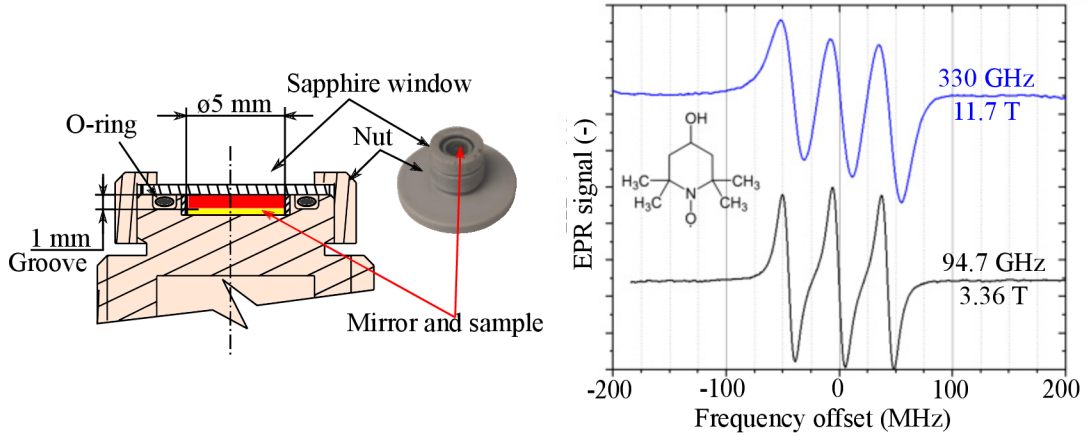 Sapphire window
ø5 mm
O-ring
Nut
1 mm
Groove
Mirror and sample
EPR signal (-)
330 GHz
11.7 T
94.7 GHz
3.36 T
OH
H₃C
CH₃
H₃C
N
CH₃
O
-200
-100
0
100
200
Frequency offset (MHz)